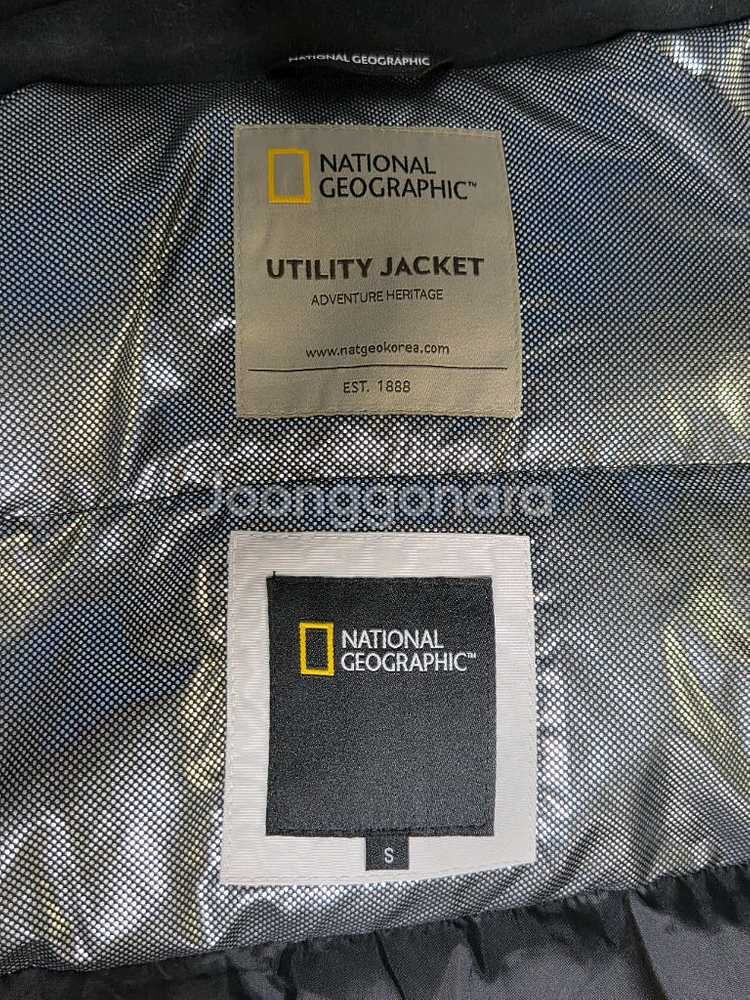 NATIONAL GEOGRAPHIC
NATIONAL
GEOGRAPHIC™
UTILITY JACKET
ADVENTURE HERITAGE
www.natgeokorea.com
EST. 1888
Joonggonara
NATIONAL
GEOGRAPHIC™
S